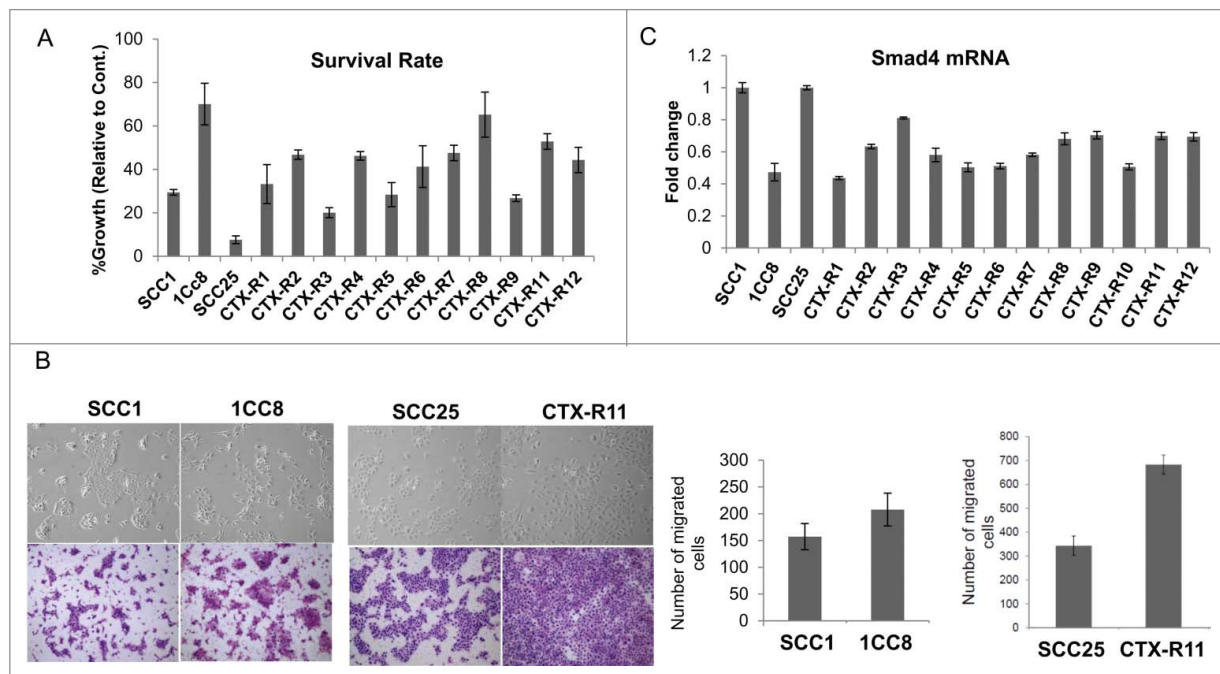 A
Survival Rate
%Growth (Relative to Cont.)
100
80
60
40
20
0
SCC1
1Cc8
SCC25
CTX-R1
CTX-R2
CTX-R3
CTX-R4
CTX-R5
CTX-R6
CTX-R7
CTX-R8
CTX-R9
CTX-R11
CTX-R12
C
Smad4 mRNA
Fold change
1.2
1
0.8
0.6
0.4
0.2
0
SCC1
1CC8
SCC25
CTX-R1
CTX-R2
CTX-R3
CTX-R4
CTX-R5
CTX-R6
CTX-R7
CTX-R8
CTX-R9
CTX-R10
CTX-R11
CTX-R12
B
SCC1
1CC8
SCC25
CTX-R11
Number of migrated
cells
300
250
200
150
100
50
0
SCC1
1CC8
Number of migrated
cells
800
700
600
500
400
300
200
100
0
SCC25
CTX-R11